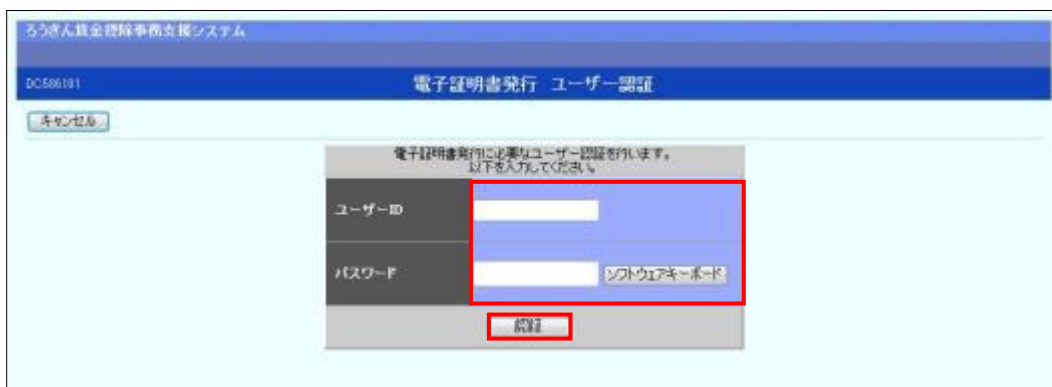 ろうきん賃金控除事務支援システム
DC586101
電子証明書発行 ユーザー認証
キャンセル
電子証明書発行に必要なユーザー認証を行います。
以下を入力してください。
ユーザーID
パスワード
ソフトウェアキーボード
認証